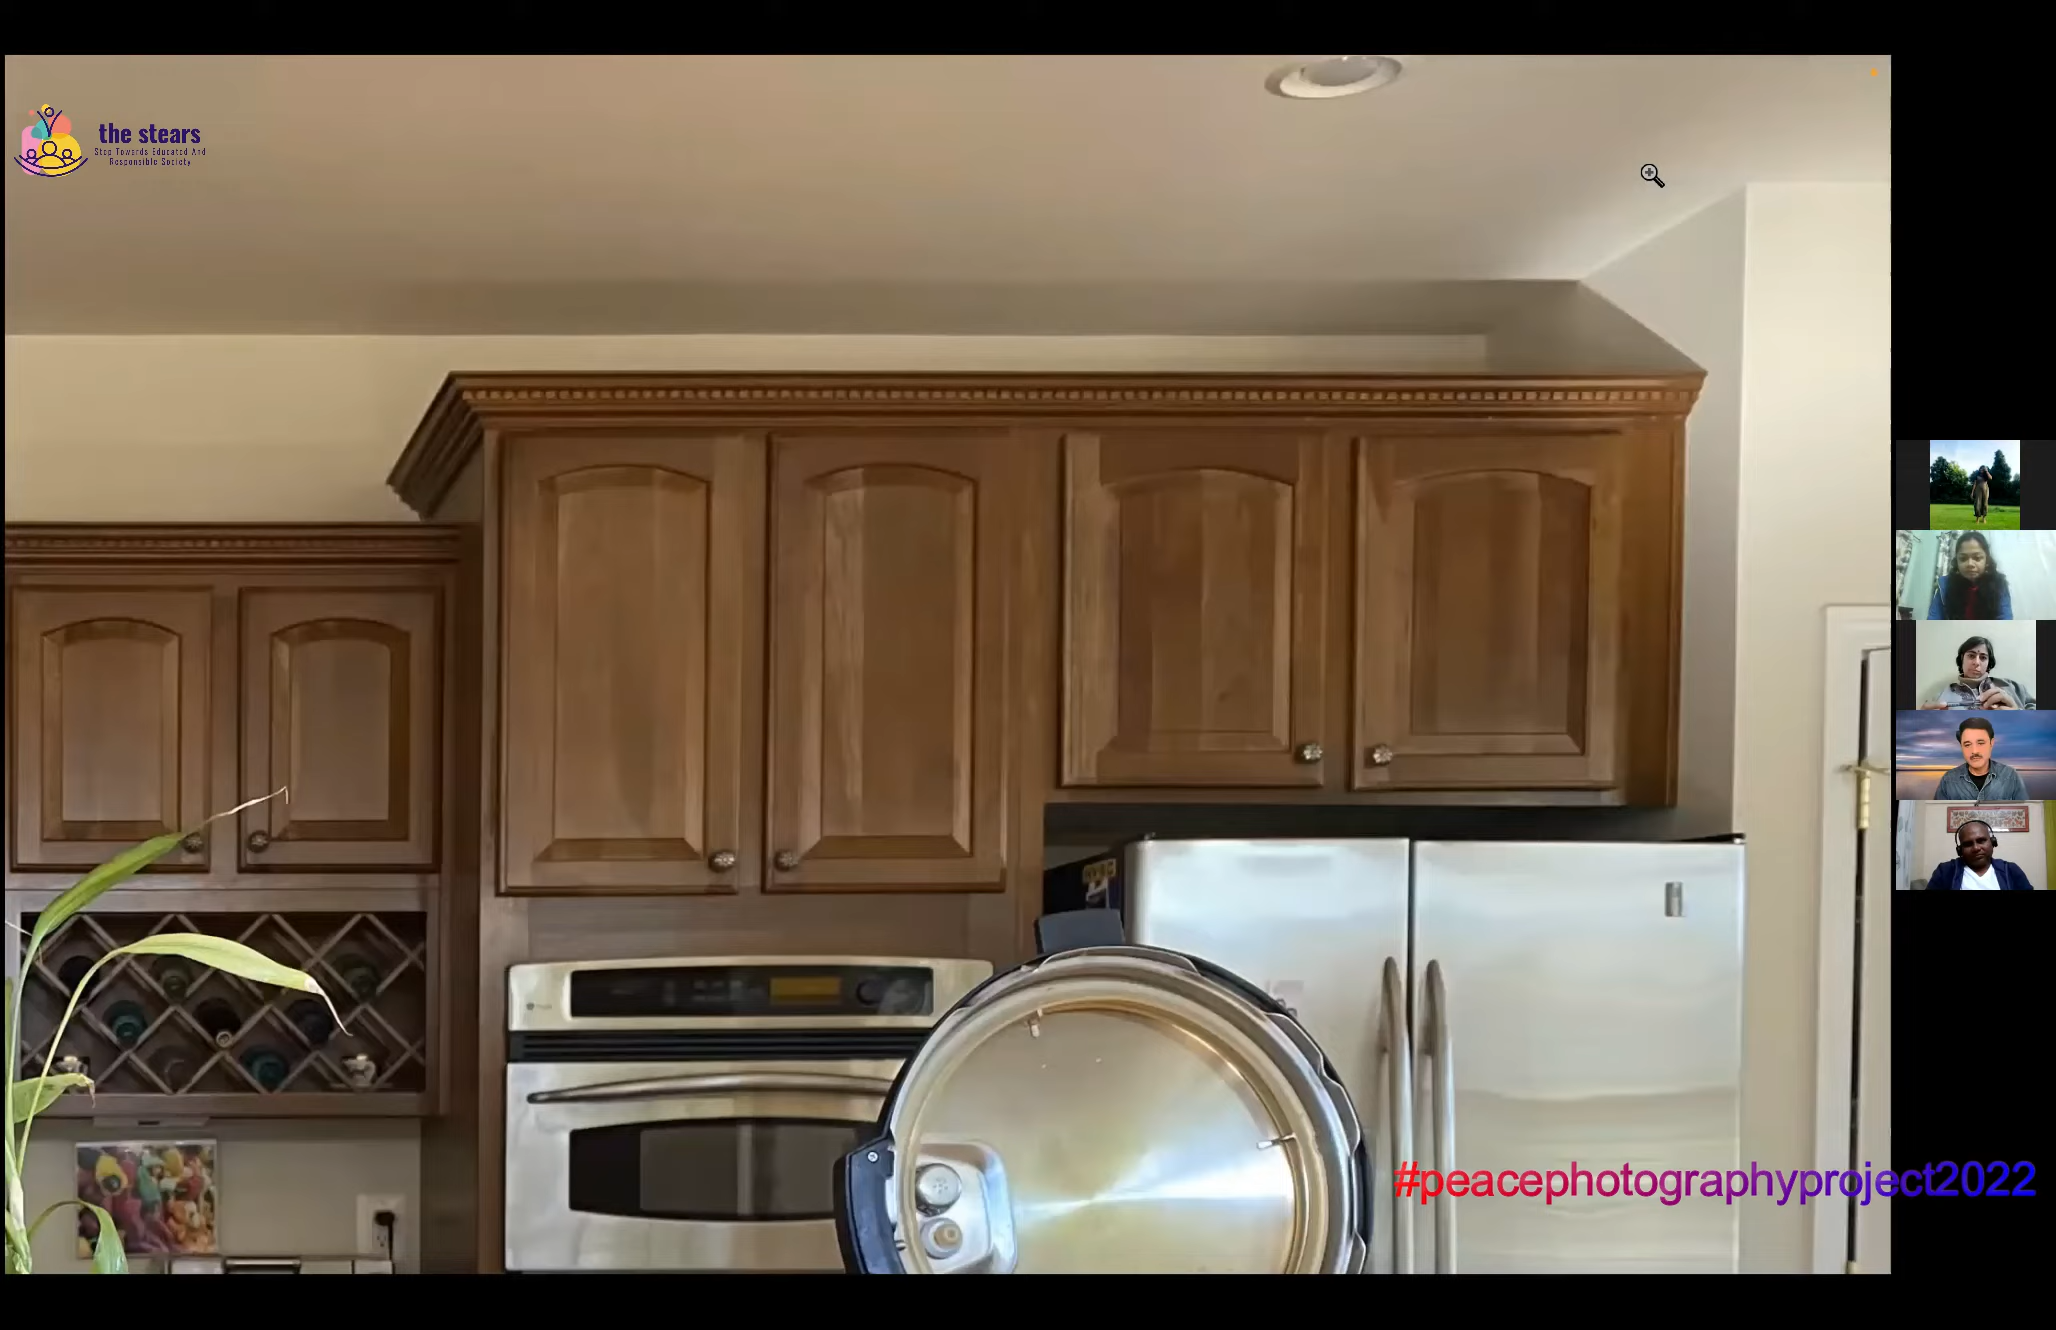 the stears
Step Towards Educated And
Responsible Society
#peacephotographyproject2022